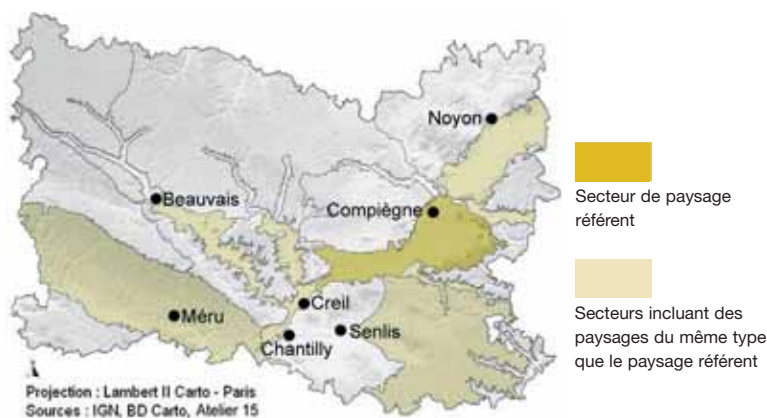 Noyon
Beauvais
Compiègne
Creil
Méru
Senlis
Chantilly
Projection : Lambert II Carto - Paris
Sources : IGN, BD Carto, Atelier 15
Secteur de paysage
référent
Secteurs incluant des
paysages du même type
que le paysage référent